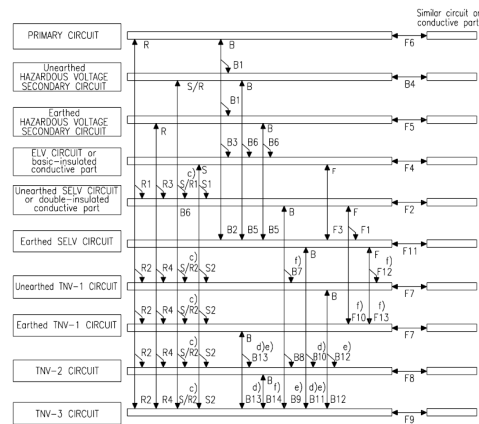 Similar circuit or
conductive part
PRIMARY CIRCUIT
R B F6
Unearthed
HAZARDOUS VOLTAGE
SECONDARY CIRCUIT
B1
S/R B B4
Earthed
HAZARDOUS VOLTAGE
SECONDARY CIRCUIT
B1
R B F5
ELV CIRCUIT or
basic-insulated
conductive part
B3 B6 B6
c) S F F4
Unearthed SELV CIRCUIT
or double-insulated
conductive part
R1 R3 S/R1 S1
B6 B F F2
Earthed SELV CIRCUIT
B2 B5 B5 F3 F1
B F F11
Unearthed TNV-1 CIRCUIT
c) f) f)
R2 R4 S/R2 S2 B7 F12
B F7
Earthed TNV-1 CIRCUIT
c) f) f)
R2 R4 S/R2 S2 F10 F13
B F7
TNV-2 CIRCUIT
c) d)e) d) e)
R2 R4 S/R2 S2 B13 B8 B10 B12
B F8
TNV-3 CIRCUIT
c) d) f) e) d)e)
R2 R4 S/R2 S2 B13 B14 B9 B11 B12
F9